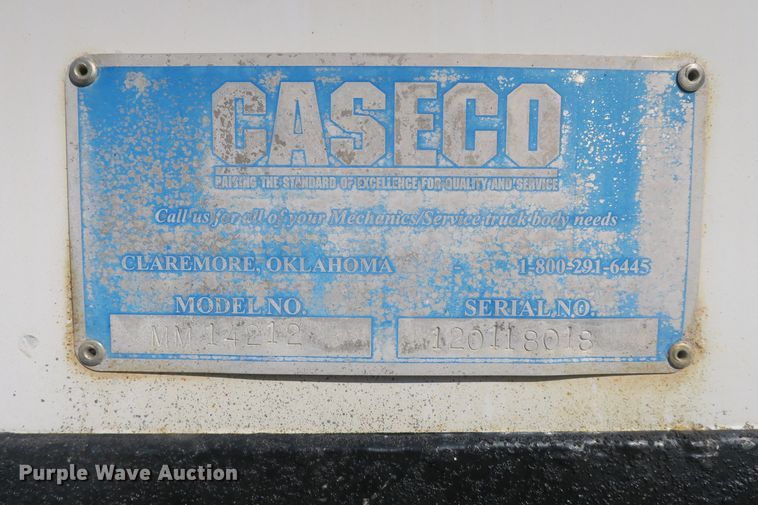 CASECO
RAISING THE STANDARD OF EXCELLENCE FOR QUALITY AND SERVICE
Call us for all of your Mechanics/Service truck body needs
CLAREMORE, OKLAHOMA 1-800-291-6445
MODEL NO. SERIAL NO.
MM14212 120118018
Purple Wave Auction